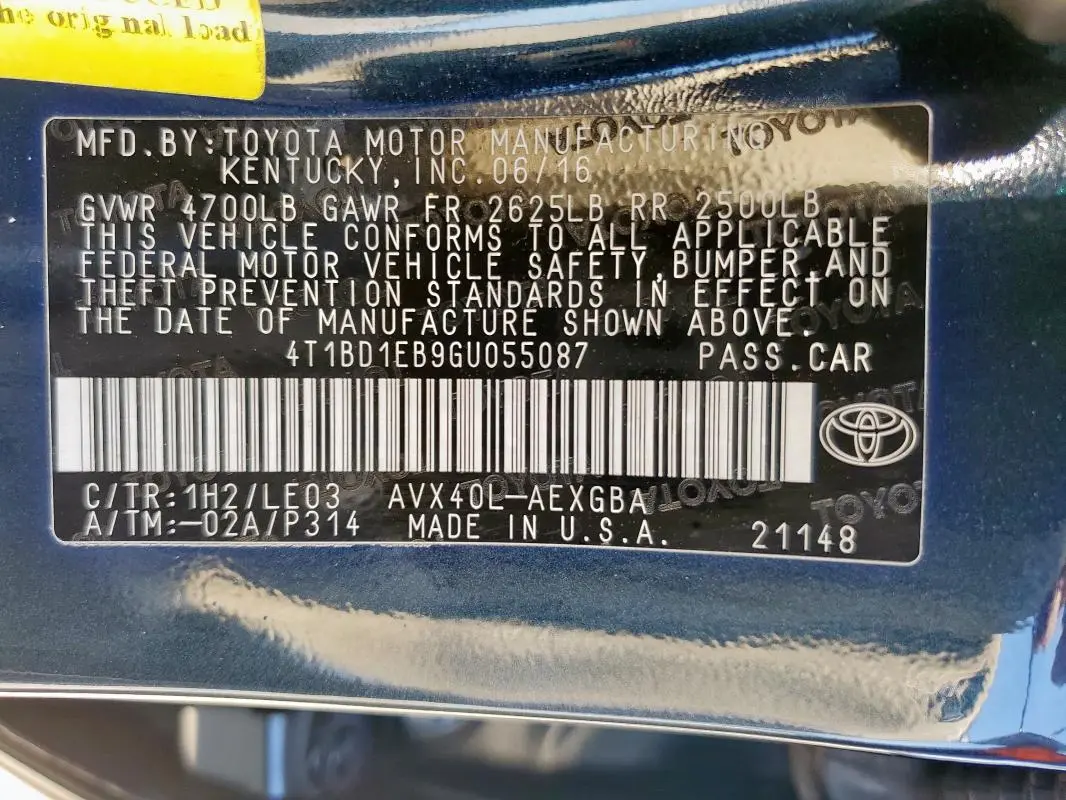 the original load
MFD.BY:TOYOTA MOTOR MANUFACTURING
KENTUCKY,INC.06/16
GVWR 4700LB GAWR FR 2625LB RR 2500LB
THIS VEHICLE CONFORMS TO ALL APPLICABLE
FEDERAL MOTOR VEHICLE SAFETY,BUMPER,AND
THEFT PREVENTION STANDARDS IN EFFECT ON
THE DATE OF MANUFACTURE SHOWN ABOVE.
4T1BD1EB9GU055087 PASS.CAR
C/TR:1H2/LE03 AVX40L-AEXGBA
A/TM:-02A/P314 MADE IN U.S.A. 21148